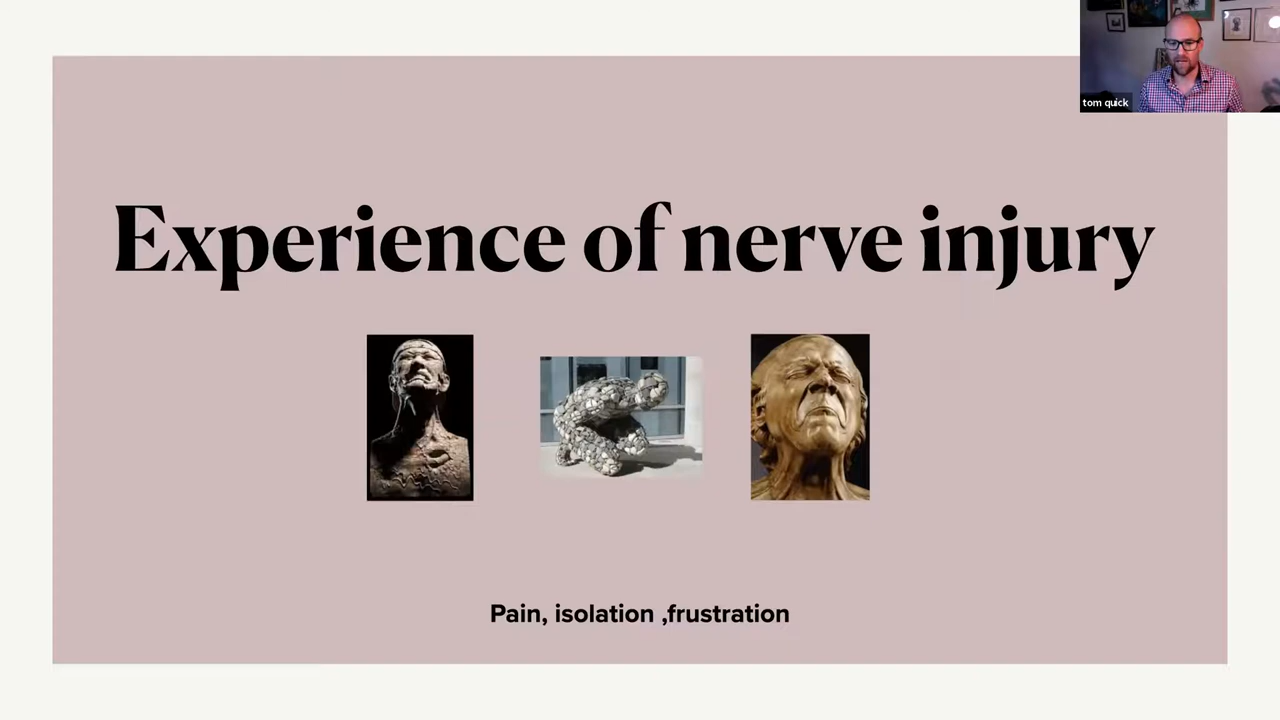 tom quick
Experience of nerve injury
Pain, isolation ,frustration